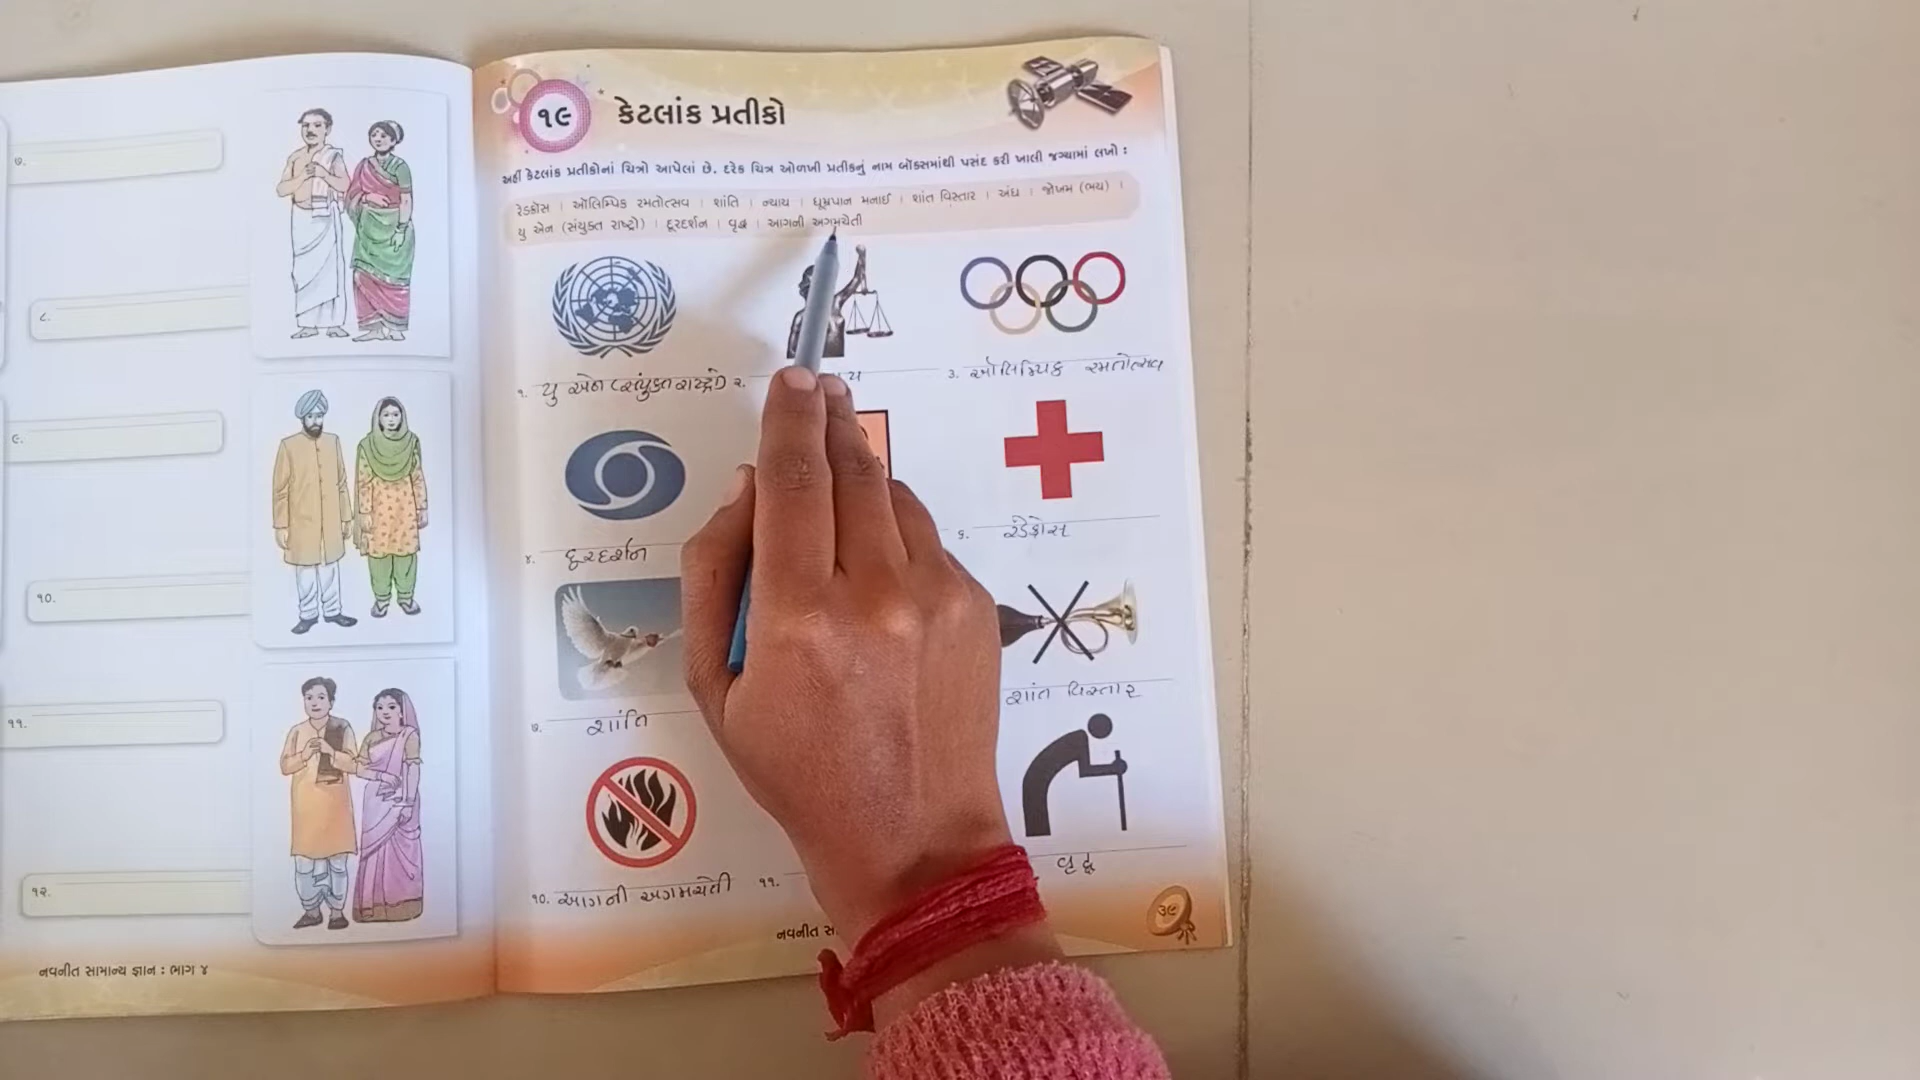 ૭.
૮.
૯.
૧૦.
૧૧.
૧૨.
નવનીત સામાન્ય જ્ઞાન : ભાગ ૪
૧૯ કેટલાંક પ્રતીકો
અહીં કેટલાંક પ્રતીકોનાં ચિત્રો આપેલાં છે. દરેક ચિત્ર ઓળખી પ્રતીકનું નામ બૉક્સમાંથી પસંદ કરી ખાલી જગ્યામાં લખો :
રેડક્રૉસ । ઑલિમ્પિક રમતોત્સવ । શાંતિ । ન્યાય । ધૂમ્રપાન મનાઈ । શાંત વિસ્તાર । અંધ । જોખમ (ભય) ।
યુ એન (સંયુક્ત રાષ્ટ્રો) । દૂરદર્શન । વૃદ્ધ । આગની અગમચેતી
૧. યુ એન (સંયુક્ત રાષ્ટ્રો) ૨. ય ૩. ઓલિમ્પિક રમતોત્સવ
૪. દુરદર્શન ૬. રેડક્રોસ
૭. શાંતિ શાંત વિસ્તાર
૧૦. આગની અગમચેતી ૧૧. વૃદ્ધ
નવનીત સ
૩૯